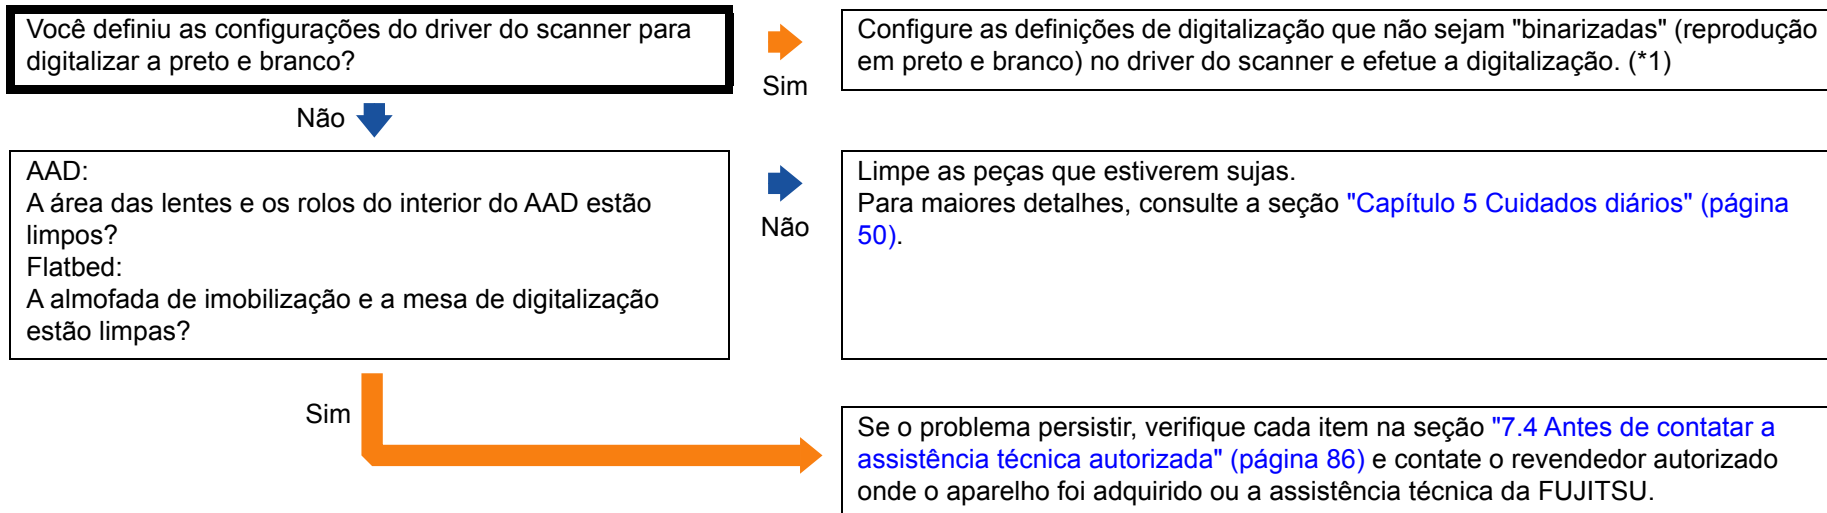 Você definiu as configurações do driver do scanner para
digitalizar a preto e branco?
Sim
Configure as definições de digitalização que não sejam "binarizadas" (reprodução
em preto e branco) no driver do scanner e efetue a digitalização. (*1)
Não
AAD:
A área das lentes e os rolos do interior do AAD estão
limpos?
Flatbed:
A almofada de imobilização e a mesa de digitalização
estão limpas?
Não
Limpe as peças que estiverem sujas.
Para maiores detalhes, consulte a seção "Capítulo 5 Cuidados diários" (página
50).
Sim
Se o problema persistir, verifique cada item na seção "7.4 Antes de contatar a
assistência técnica autorizada" (página 86) e contate o revendedor autorizado
onde o aparelho foi adquirido ou a assistência técnica da FUJITSU.